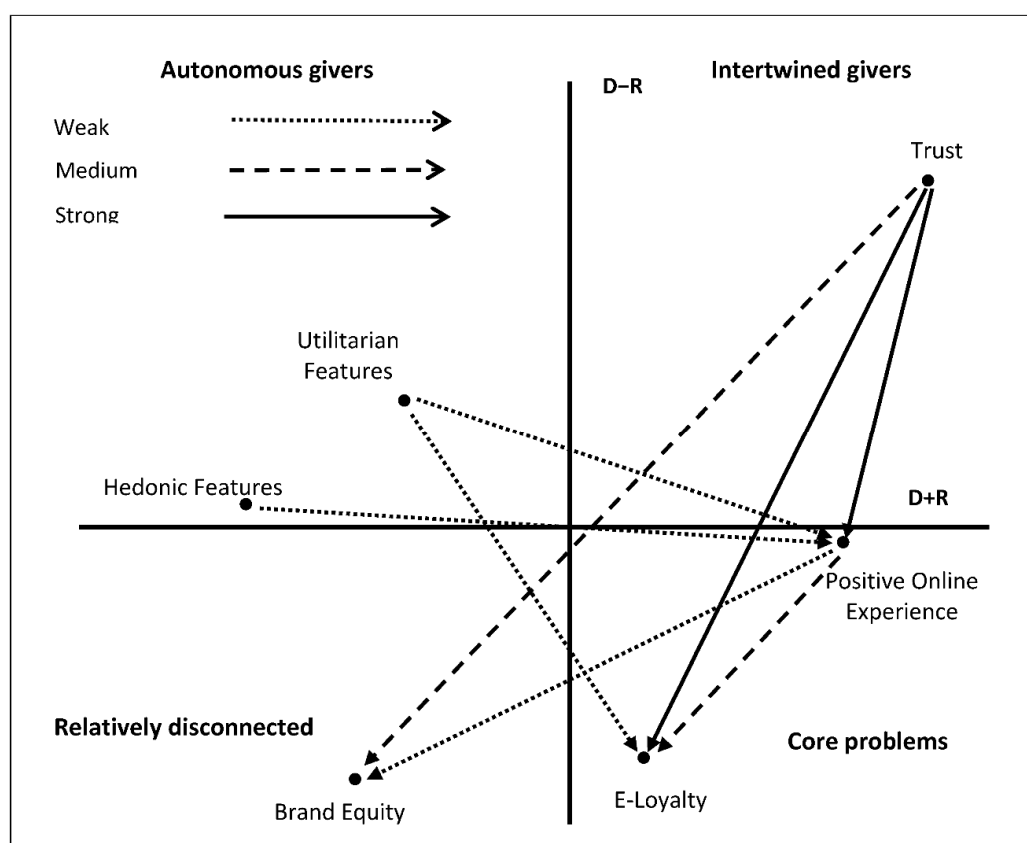 Autonomous givers
Intertwined givers
D–R
Weak
Medium
Strong
Trust
Utilitarian
Features
Hedonic Features
D+R
Positive Online
Experience
Relatively disconnected
Core problems
Brand Equity
E-Loyalty